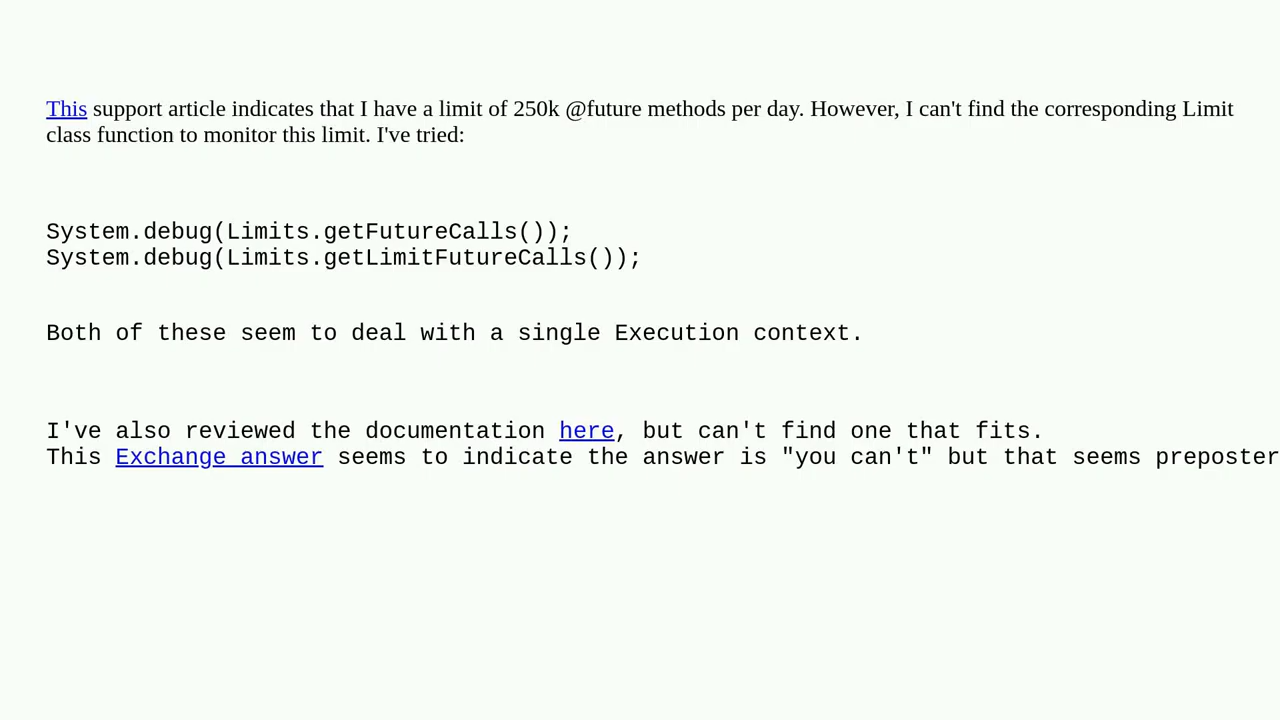 This support article indicates that I have a limit of 250k @future methods per day. However, I can't find the corresponding Limit
class function to monitor this limit. I've tried:
System.debug(Limits.getFutureCalls());
System.debug(Limits.getLimitFutureCalls());
Both of these seem to deal with a single Execution context.
I've also reviewed the documentation here, but can't find one that fits.
This Exchange answer seems to indicate the answer is "you can't" but that seems preposter